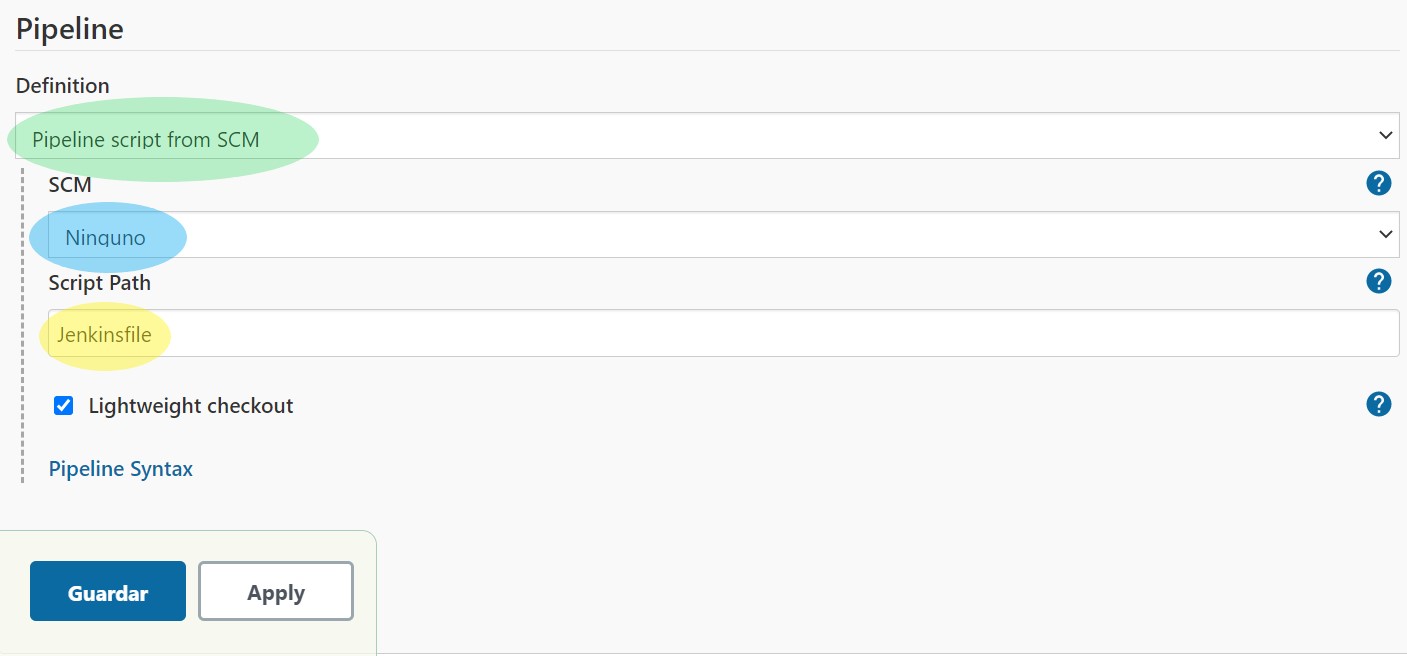 Pipeline
Definition
Pipeline script from SCM
SCM
?
Ninguno
Script Path
?
Jenkinsfile
Lightweight checkout
?
Pipeline Syntax
Guardar
Apply